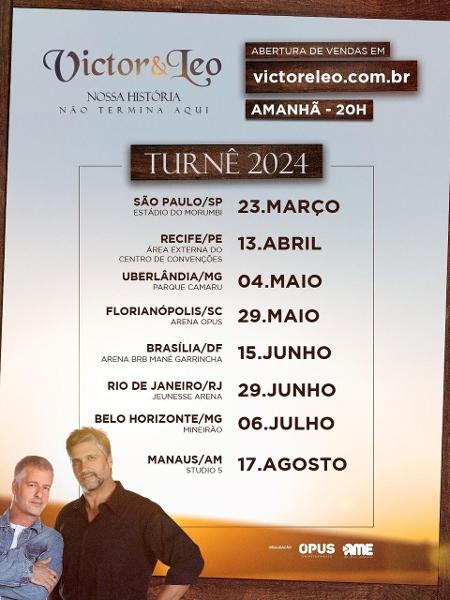 Victor&Leo
NOSSA HISTÓRIA
NÃO TERMINA AQUI
ABERTURA DE VENDAS EM
victoreleo.com.br
AMANHÃ - 20H
TURNÊ 2024
SÃO PAULO/SP
ESTÁDIO DO MORUMBI
23.MARÇO
RECIFE/PE
ÁREA EXTERNA DO
CENTRO DE CONVENÇÕES
13.ABRIL
UBERLÂNDIA/MG
PARQUE CAMARU
04.MAIO
FLORIANÓPOLIS/SC
ARENA OPUS
29.MAIO
BRASÍLIA/DF
ARENA BRB MANÉ GARRINCHA
15.JUNHO
RIO DE JANEIRO/RJ
JEUNESSE ARENA
29.JUNHO
BELO HORIZONTE/MG
MINEIRÃO
06.JULHO
MANAUS/AM
STUDIO 5
17.AGOSTO
REALIZAÇÃO
OPUS
AME